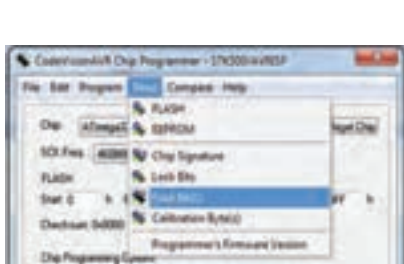 CodeVisionAVR Chip Programmer - STK500/AVRISP
File Edit Program Read Compare Help
Chip
FLASH
EEPROM
SCK Freq.
Chip Signature
FLASH
Lock Bits
Start 0 h
Fuse Bit(s)
h
Checksum 0x0000
Calibration Byte(s)
Programmer's Firmware Version
Chip Programming Options